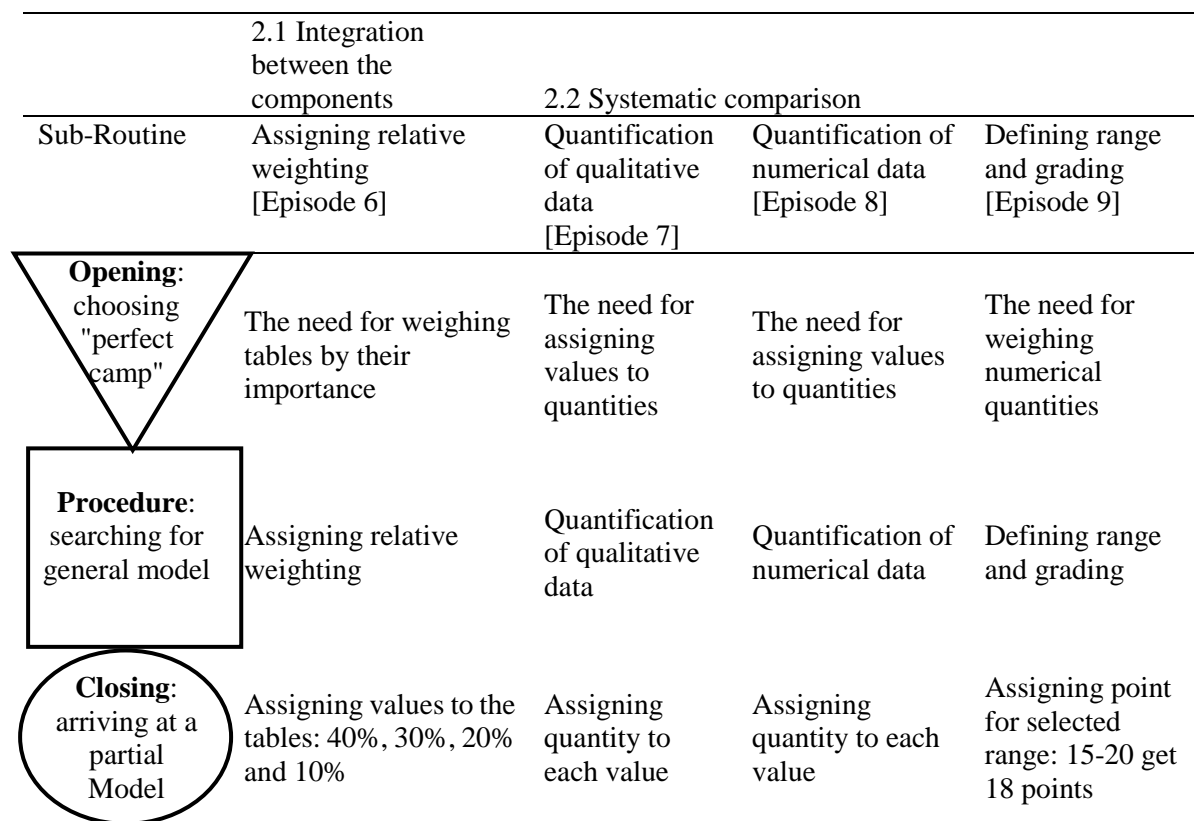 2.1 Integration
between the
components
2.2 Systematic comparison
Sub-Routine
Assigning relative
weighting
[Episode 6]
Quantification
of qualitative
data
[Episode 7]
Quantification of
numerical data
[Episode 8]
Defining range
and grading
[Episode 9]
Opening:
choosing
"perfect
camp"
The need for weighing
tables by their
importance
The need for
assigning
values to
quantities
The need for
assigning values
to quantities
The need for
weighing
numerical
quantities
Procedure:
searching for
general model
Assigning relative
weighting
Quantification
of qualitative
data
Quantification of
numerical data
Defining range
and grading
Closing:
arriving at a
partial
Model
Assigning values to the
tables: 40%, 30%, 20%
and 10%
Assigning
quantity to
each value
Assigning
quantity to each
value
Assigning point
for selected
range: 15-20 get
18 points